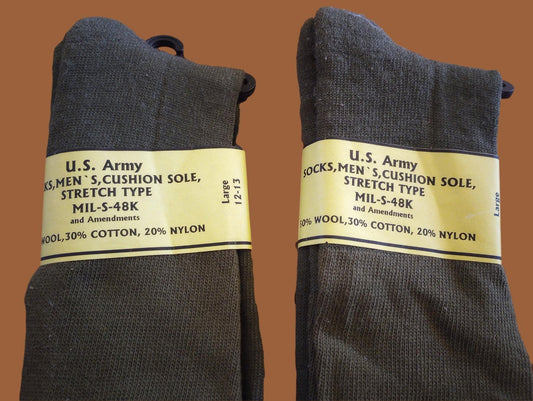 U.S. Army
KS,MEN`S,CUSHION SOLE,
STRETCH TYPE
MIL-S-48K
and Amendments
WOOL,30% COTTON, 20% NYLON
Large
12-13
U.S. Army
SOCKS,MEN`S,CUSHION SOLE,
STRETCH TYPE
MIL-S-48K
and Amendments
50% WOOL,30% COTTON, 20% NYLON
Large